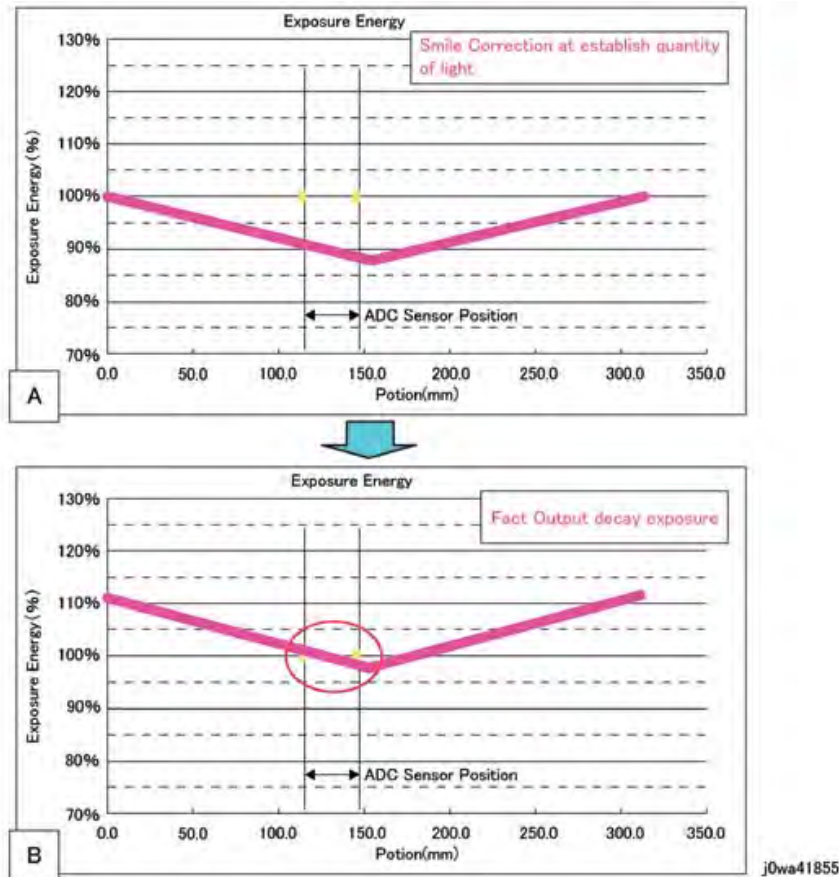 Exposure Energy
Smile Correction at establish quantity
of light
Exposure Energy(%)
130%
120%
110%
100%
90%
80%
70%
ADC Sensor Position
0.0 50.0 100.0 150.0 200.0 250.0 300.0 350.0
Potion(mm)
A
Exposure Energy
Fact Output decay exposure
Exposure Energy(%)
130%
120%
110%
100%
90%
80%
70%
ADC Sensor Position
0.0 50.0 100.0 150.0 200.0 250.0 300.0 350.0
Potion(mm)
B
j0wa41855